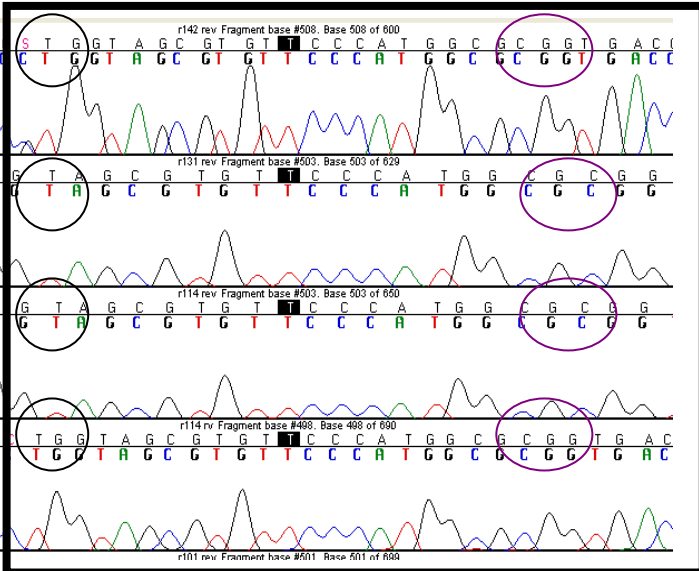 r142 rev Fragment base #508. Base 508 of 600
S T G G T A G C G T G T T C C C A T G G C G C G G T G A C C
C T G G T A G C G T G T T C C C A T G G C G C G G T G A C C
r131 rev Fragment base #503. Base 503 of 629
G T A G C G T G T T C C C A T G G C G C G G
G T A G C G T G T T C C C A T G G C G C G G
r114 rev Fragment base #503. Base 503 of 650
G T A G C G T G T T C C C A T G G C G C G G
G T A G C G T G T T C C C A T G G C G C G G
r114 rv Fragment base #498. Base 498 of 690
T G G T A G C G T G T T C C C A T G G C G C G G T G A C
T G G T A G C G T G T T C C C A T G G C G C G G T G A C
r101 rev Fragment base #501. Base 501 of 699